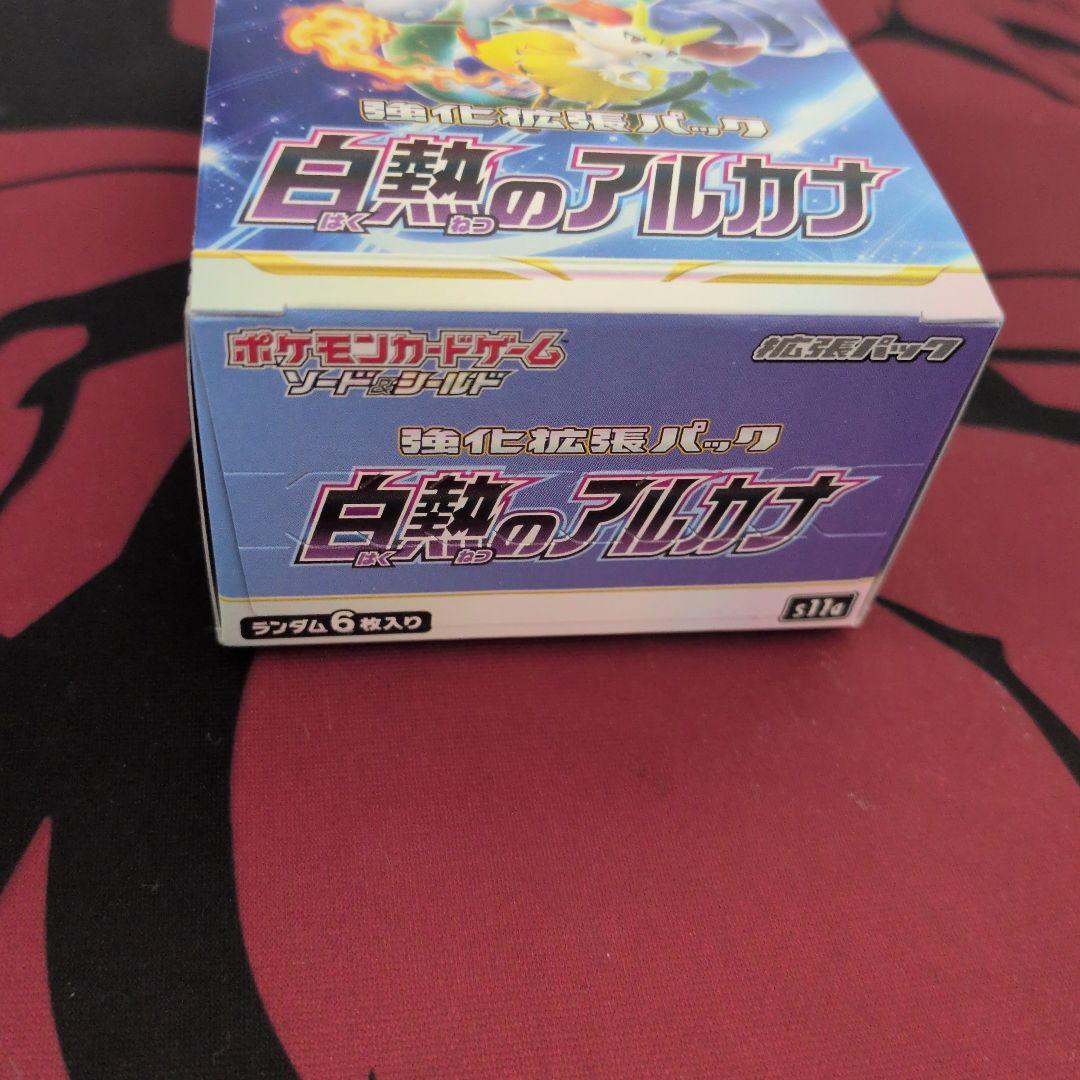 強化拡張パック
白熱のアルカナ
はく ねつ
ポケモンカードゲーム
ソード&シールド
拡張パック
強化拡張パック
白熱のアルカナ
はく ねつ
ランダム6枚入り
s11a